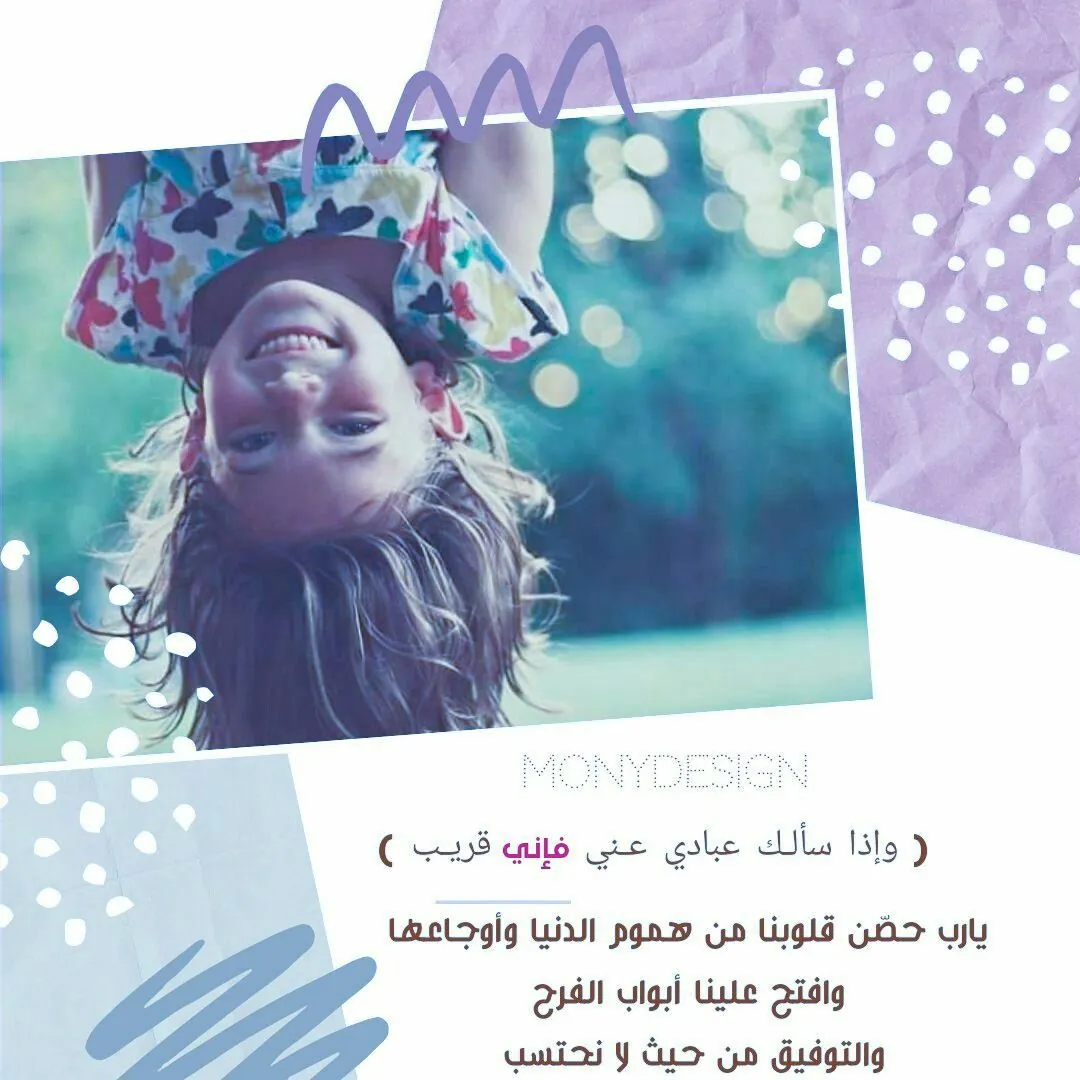 MONYDESIGN
( وإذا سألك عبادي عني فإني قريب )
يارب حصّن قلوبنا من هموم الدنيا وأوجاعها
وافتح علينا أبواب الفرح
والتوفيق من حيث لا نحتسب